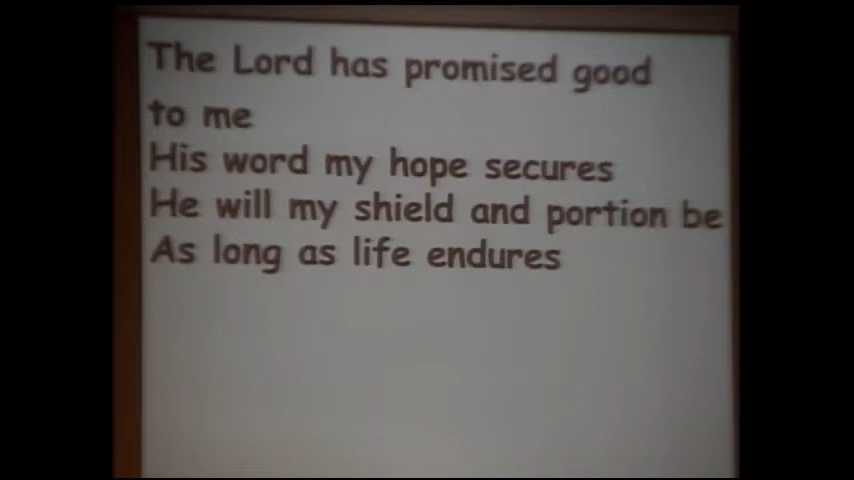 The Lord has promised good
to me
His word my hope secures
He will my shield and portion be
As long as life endures